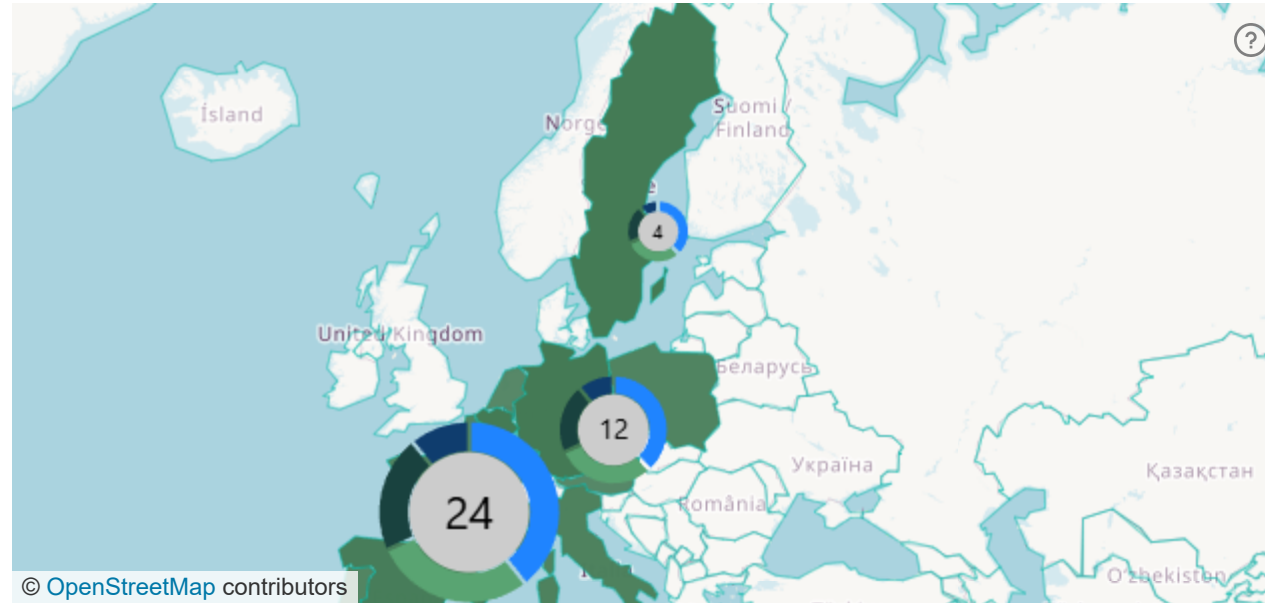 ?
Ísland
Suomi /
Finland
Norge
4
United Kingdom
Беларусь
12
Україна
Қазақстан
24
România
O'zbekiston
© OpenStreetMap contributors